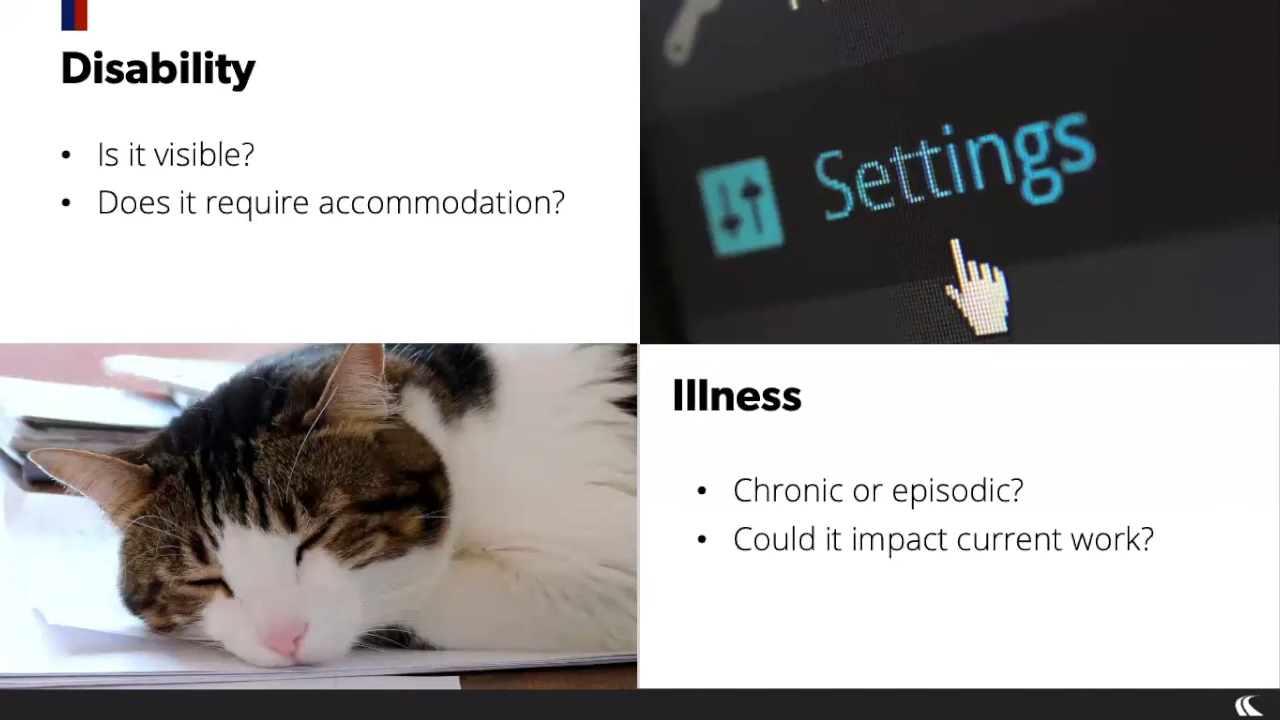 Disability
• Is it visible?
• Does it require accommodation?
Settings
Illness
• Chronic or episodic?
• Could it impact current work?